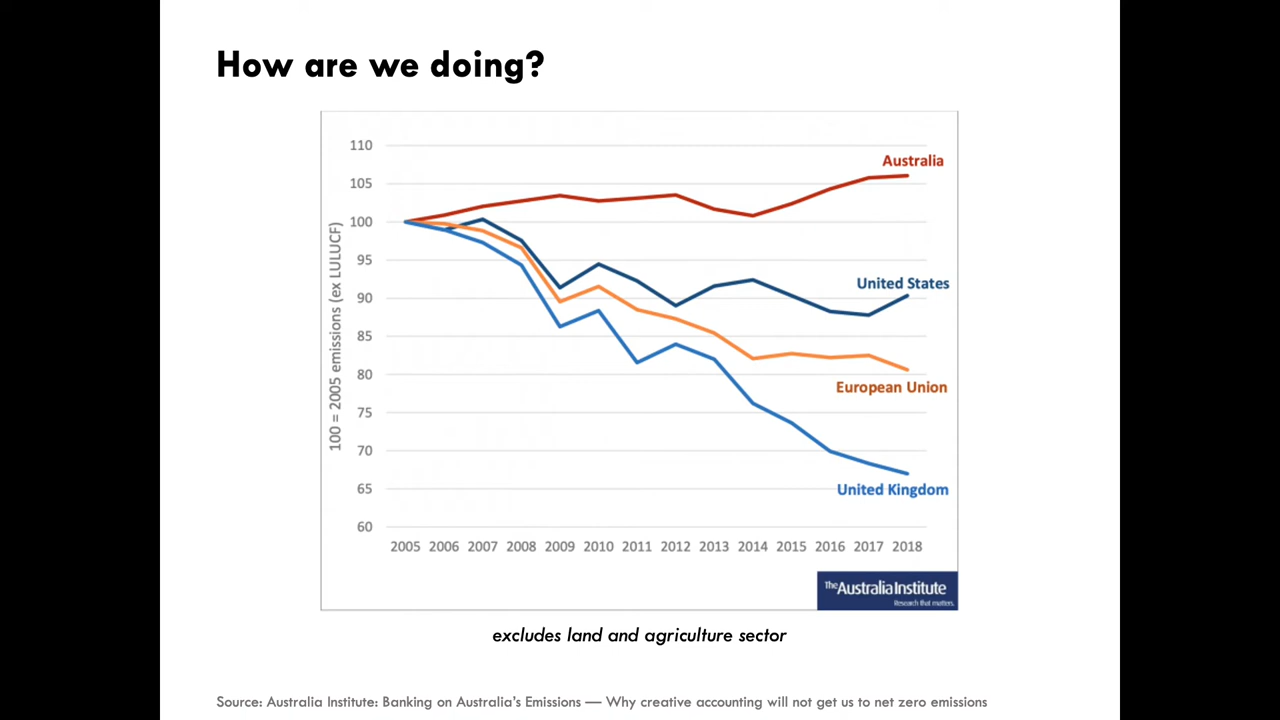 How are we doing?
110
105
100
95
90
85
80
75
70
65
60
100 = 2005 emissions (ex LULUCF)
Australia
United States
European Union
United Kingdom
2005 2006 2007 2008 2009 2010 2011 2012 2013 2014 2015 2016 2017 2018
The Australia Institute
Research that matters.
excludes land and agriculture sector
Source: Australia Institute: Banking on Australia’s Emissions — Why creative accounting will not get us to net zero emissions